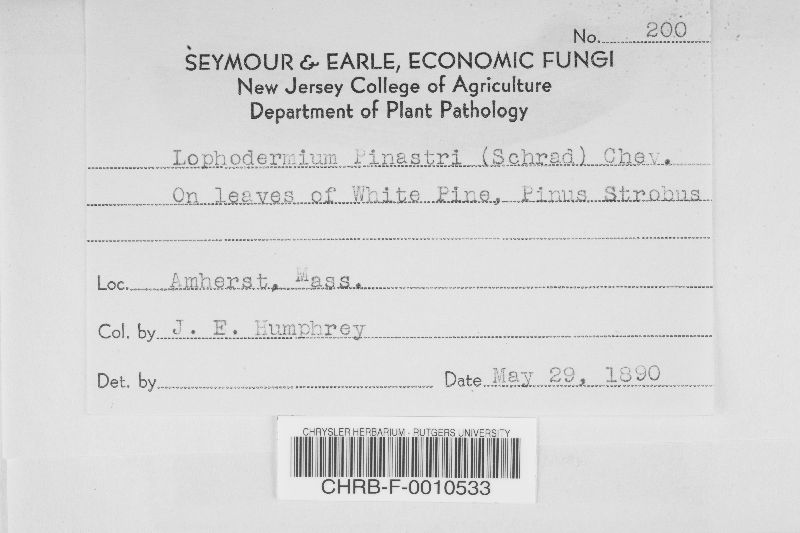 No. 200
SEYMOUR & EARLE, ECONOMIC FUNGI
New Jersey College of Agriculture
Department of Plant Pathology
Lophodermium Pinastri (Schrad) Chev.
On leaves of White Pine, Pinus Strobus
Loc. Amherst, Mass.
Col. by J. E. Humphrey
Det. by
Date May 29, 1890
CHRYSLER HERBARIUM - RUTGERS UNIVERSITY
CHRB-F-0010533